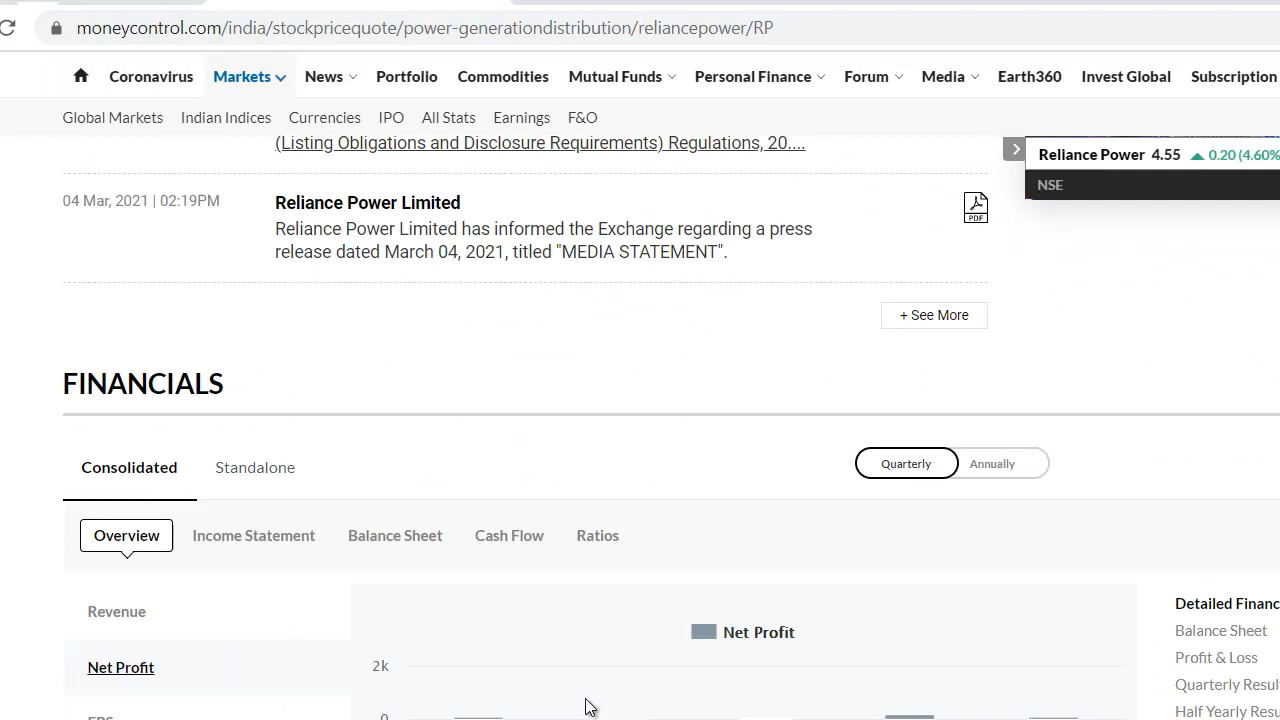 moneycontrol.com/india/stockpricequote/power-generationdistribution/reliancepower/RP
Coronavirus Markets News Portfolio Commodities Mutual Funds Personal Finance Forum Media Earth360 Invest Global Subscription
Global Markets Indian Indices Currencies IPO All Stats Earnings F&O
(Listing Obligations and Disclosure Requirements) Regulations, 20....
Reliance Power 4.55 0.20 (4.60%
NSE
04 Mar, 2021 | 02:19PM
Reliance Power Limited
Reliance Power Limited has informed the Exchange regarding a press
release dated March 04, 2021, titled "MEDIA STATEMENT".
PDF
+ See More
FINANCIALS
Consolidated Standalone
Quarterly Annually
Overview Income Statement Balance Sheet Cash Flow Ratios
Revenue
Net Profit
Net Profit
2k
0
Detailed Financ
Balance Sheet
Profit & Loss
Quarterly Resul
Half Yearly Resu